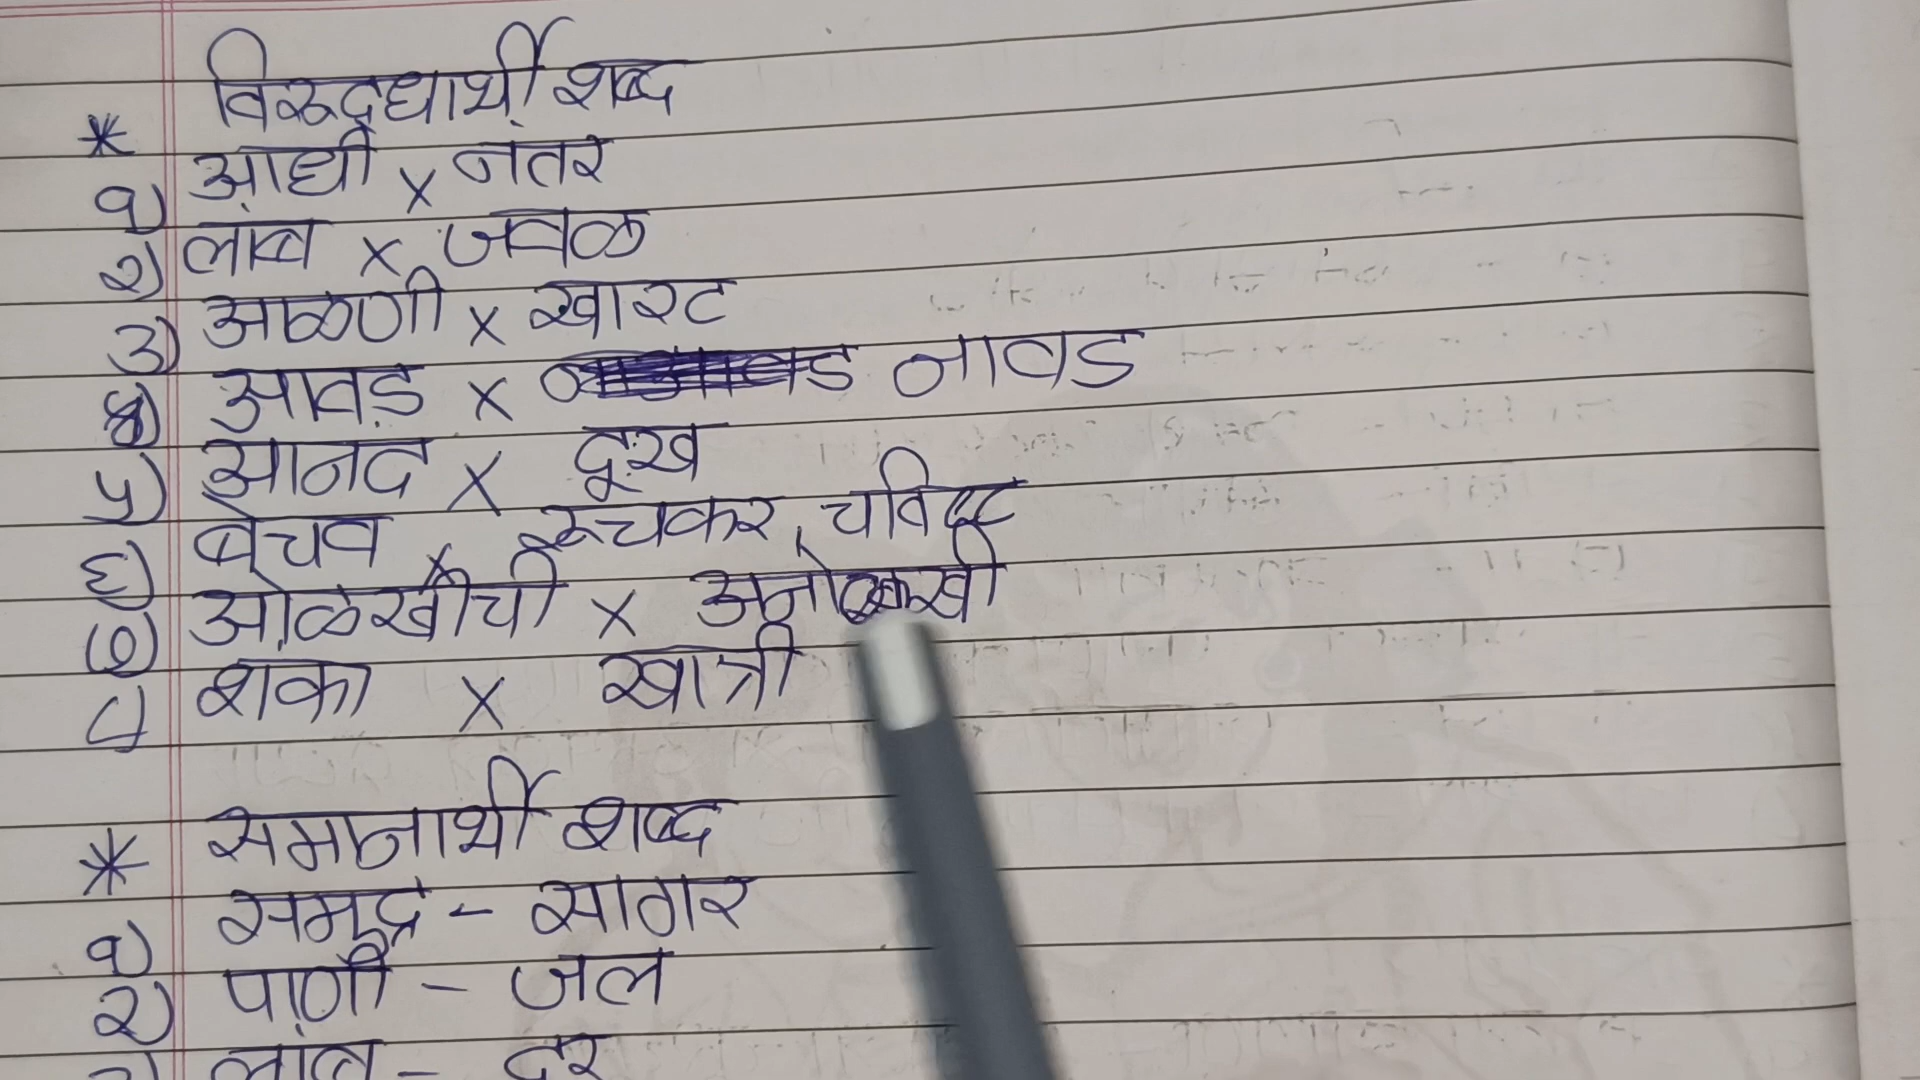 * विरूद्धार्थी शब्द
१) आधी × नंतर
२) लांब × जवळ
३) अळणी × खारट
४) आवड × नावड
५) आनंद × दुःख
६) बेचव × रूचकर, चविष्ट
७) ओळखीची × अनोळखी
८) शंका × खात्री
* समानार्थी शब्द
१) समुद्र - सागर
२) पाणी - जल
लांब - दूर